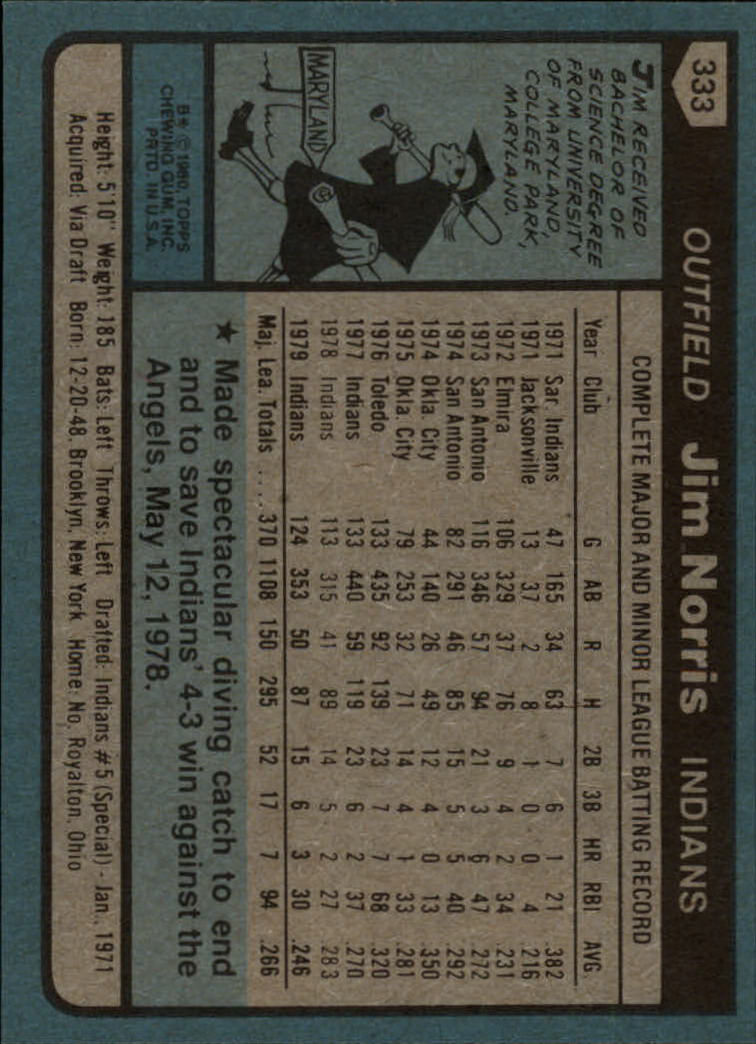 333 OUTFIELD Jim Norris INDIANS
JIM RECEIVED
BACHELOR OF
SCIENCE DEGREE
FROM UNIVERSITY
OF MARYLAND,
COLLEGE PARK,
MARYLAND.
MARYLAND
B* © 1980, TOPPS
CHEWING GUM, INC.
PRTD. IN U.S.A.
COMPLETE MAJOR AND MINOR LEAGUE BATTING RECORD
Year Club G AB R H 2B 3B HR RBI AVG
1971 Sar. Indians 47 165 34 63 7 6 1 21 .382
1971 Jacksonville 13 37 2 8 1 0 0 4 .216
1972 Elmira 106 329 37 76 9 4 2 34 .231
1973 San Antonio 116 346 57 94 21 3 6 47 .272
1974 San Antonio 82 291 46 85 15 5 5 40 .292
1974 Okla. City 44 140 26 49 12 4 0 13 .350
1975 Okla. City 79 253 32 71 14 4 1 33 .281
1976 Toledo 133 435 92 139 23 7 7 68 .320
1977 Indians 133 440 59 119 23 6 2 37 .270
1978 Indians 113 315 41 89 14 5 2 27 .283
1979 Indians 124 353 50 87 15 6 3 30 .246
Maj. Lea. Totals .... 370 1108 150 295 52 17 7 94 .266
★ Made spectacular diving catch to end
and to save Indians' 4-3 win against the
Angels, May 12, 1978.
Height: 5'10" Weight: 185 Bats: Left Throws: Left Drafted: Indians #5 (Special) - Jan., 1971
Acquired: Via Draft Born: 12-20-48, Brooklyn, New York Home: No. Royalton, Ohio